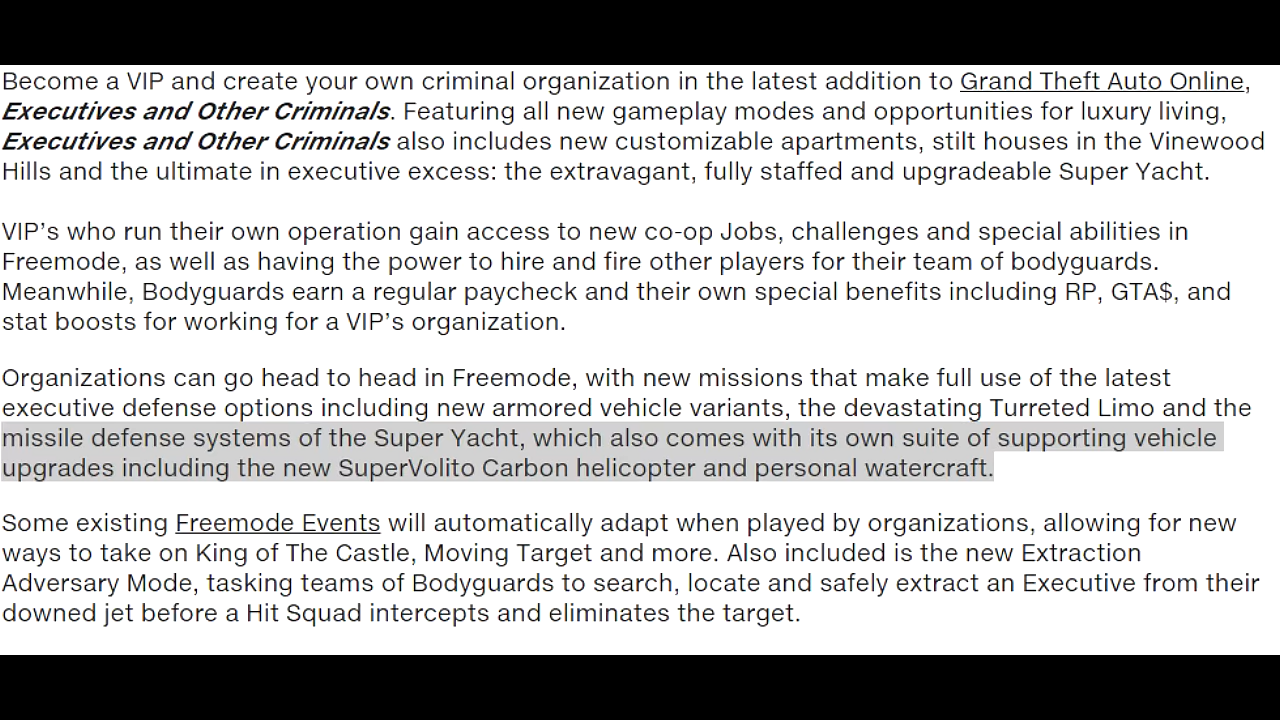 Become a VIP and create your own criminal organization in the latest addition to Grand Theft Auto Online,
Executives and Other Criminals. Featuring all new gameplay modes and opportunities for luxury living,
Executives and Other Criminals also includes new customizable apartments, stilt houses in the Vinewood
Hills and the ultimate in executive excess: the extravagant, fully staffed and upgradeable Super Yacht.
VIP’s who run their own operation gain access to new co-op Jobs, challenges and special abilities in
Freemode, as well as having the power to hire and fire other players for their team of bodyguards.
Meanwhile, Bodyguards earn a regular paycheck and their own special benefits including RP, GTA$, and
stat boosts for working for a VIP’s organization.
Organizations can go head to head in Freemode, with new missions that make full use of the latest
executive defense options including new armored vehicle variants, the devastating Turreted Limo and the
missile defense systems of the Super Yacht, which also comes with its own suite of supporting vehicle
upgrades including the new SuperVolito Carbon helicopter and personal watercraft.
Some existing Freemode Events will automatically adapt when played by organizations, allowing for new
ways to take on King of The Castle, Moving Target and more. Also included is the new Extraction
Adversary Mode, tasking teams of Bodyguards to search, locate and safely extract an Executive from their
downed jet before a Hit Squad intercepts and eliminates the target.